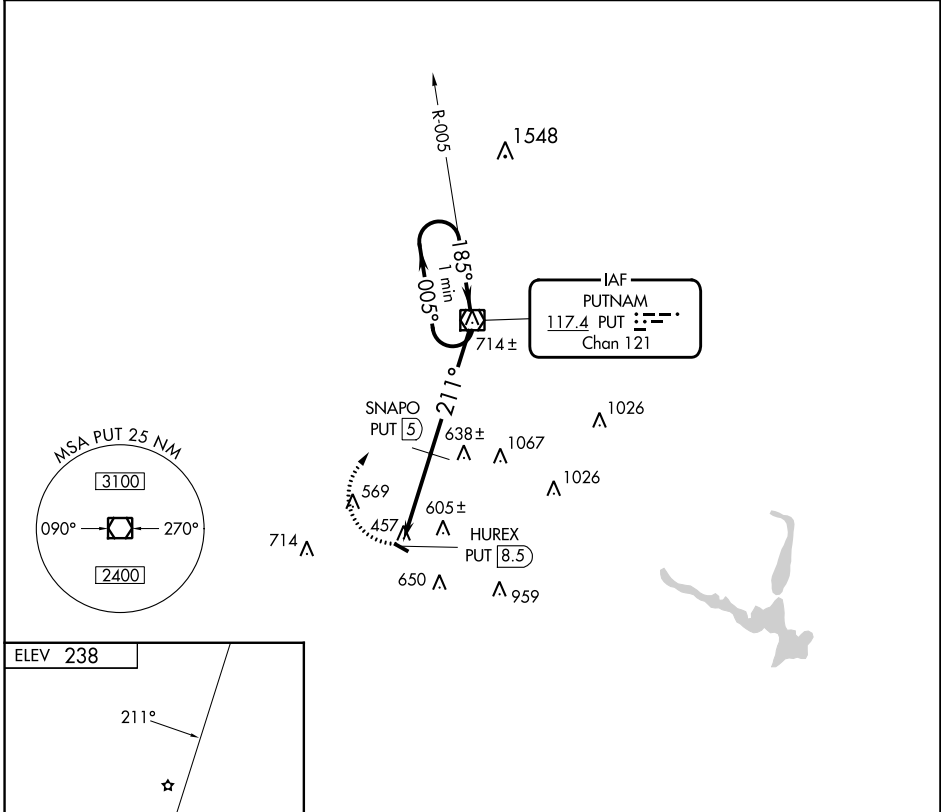 R-005
1548
185°
1 min
005°
IAF
PUTNAM
117.4 PUT
Chan 121
714 ±
211°
SNAPO
PUT 5
638 ±
1067
1026
1026
MSA PUT 25 NM
3100
090°
270°
2400
569
605 ±
457
HUREX
PUT 8.5
714
650
959
ELEV 238
211°